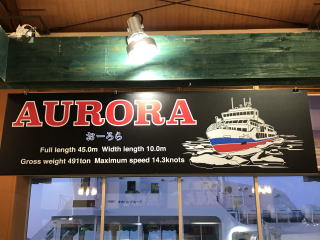 AURORA
おーろら
Full length 45.0m Width length 10.0m
Gross weight 491ton Maximum speed 14.3knots